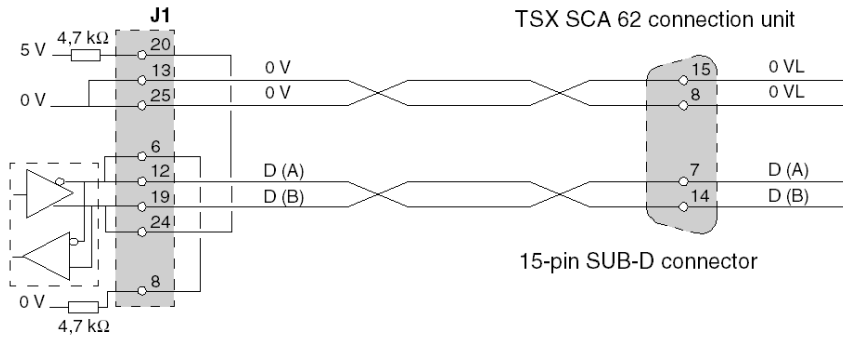 J1
TSX SCA 62 connection unit
4,7 kΩ
5 V
20
13
0 V
15
0 VL
0 V
25
0 V
8
0 VL
6
12
D (A)
7
D (A)
19
D (B)
14
D (B)
24
15-pin SUB-D connector
8
0 V
4,7 kΩ